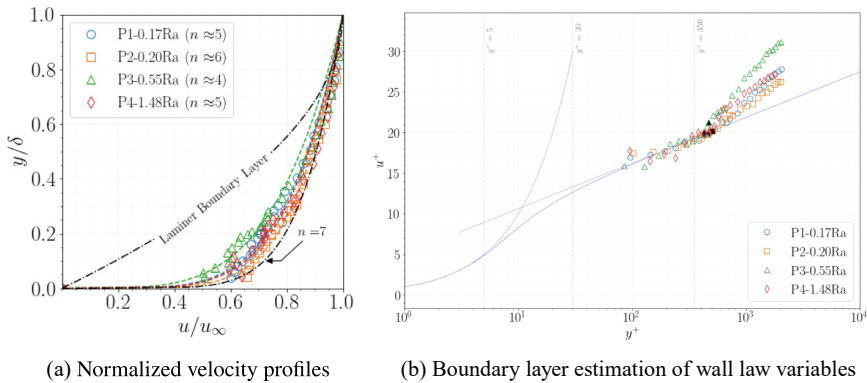 y/δ
1.0
0.8
0.6
0.4
0.2
0.0
P1-0.17Ra (n ≈5)
P2-0.20Ra (n ≈6)
P3-0.55Ra (n ≈4)
P4-1.48Ra (n ≈5)
Laminer Boundary Layer
n =7
0.2 0.4 0.6 0.8 1.0
u/u∞
(a) Normalized velocity profiles
u⁺
30
25
20
15
10
5
0
y⁺ = 5
y⁺ = 30
y⁺ = 350
P1-0.17Ra
P2-0.20Ra
P3-0.55Ra
P4-1.48Ra
10⁰ 10¹ 10² 10³ 10⁴
y⁺
(b) Boundary layer estimation of wall law variables